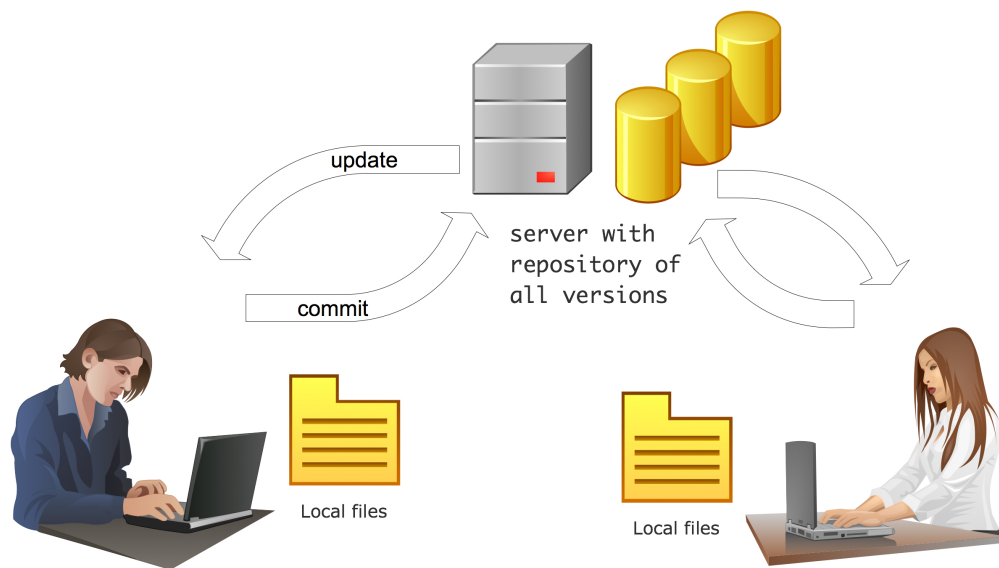 update
server with
repository of
all versions
commit
Local files
Local files